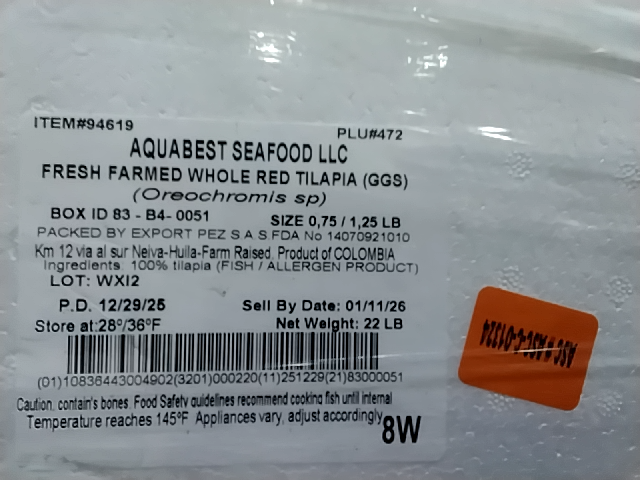 ITEM#94619
PLU#472
AQUABEST SEAFOOD LLC
FRESH FARMED WHOLE RED TILAPIA (GGS)
(Oreochromis sp)
BOX ID 83 - B4- 0051 SIZE 0,75 / 1,25 LB
PACKED BY EXPORT PEZ S.A.S.FDA No 14070921010
Km 12 via al sur Neiva-Huila-Farm Raised. Product of COLOMBIA
Ingredients: 100% tilapia (FISH / ALLERGEN PRODUCT)
LOT: WXI2
P.D. 12/29/25 Sell By Date: 01/11/26
Store at:28º/36ºF Net Weight: 22 LB
(01)10836443004902(3201)000220(11)251229(21)83000051
Caution, contain's bones. Food Safety guidelines recommend cooking fish until internal
Temperature reaches 145ºF Appliances vary, adjust accordingly
8W
ASC # ASC-C-01324